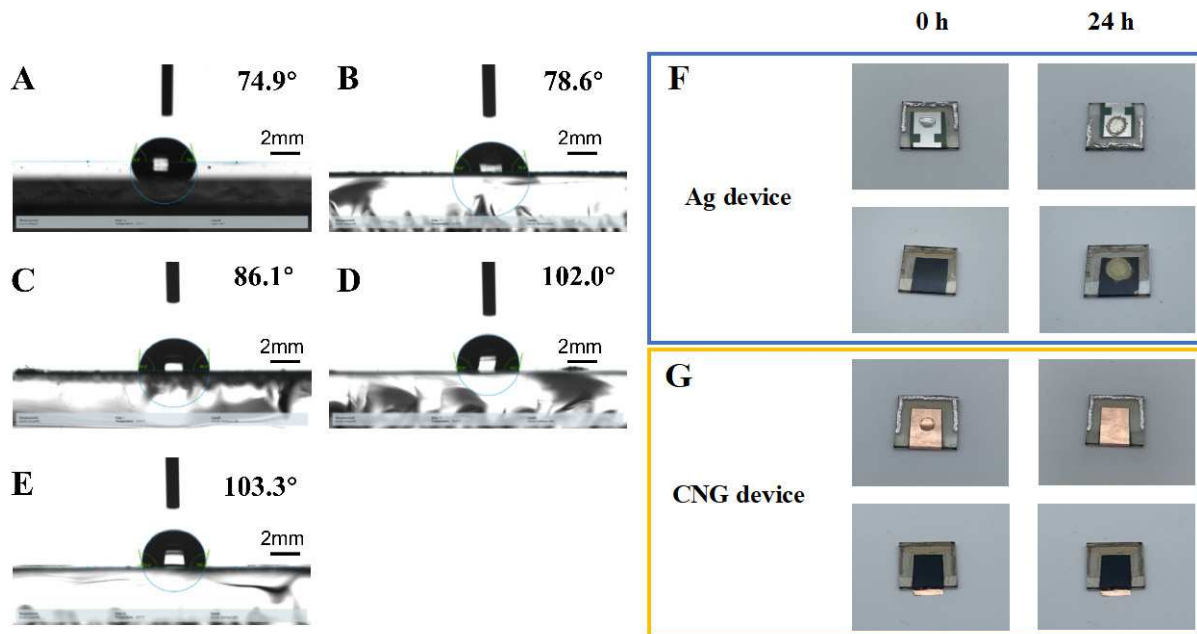 0 h 24 h
A 74.9° B 78.6° F
2mm 2mm
Ag device
C 86.1° D 102.0°
2mm 2mm
G
E 103.3° CNG device
2mm